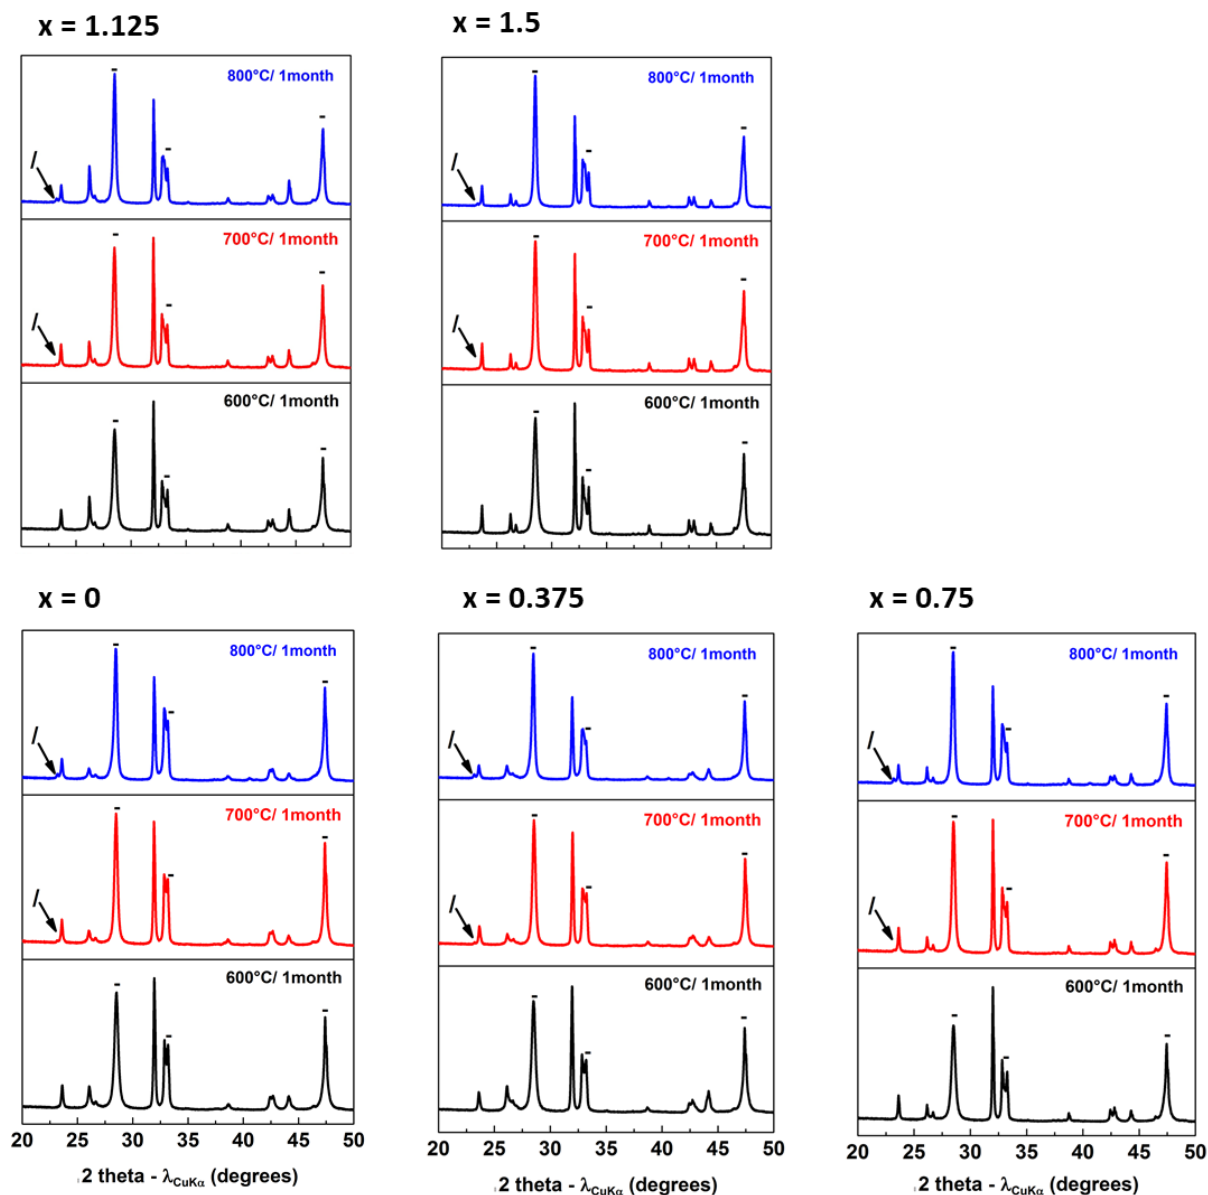 x = 1.125
x = 1.5
800°C/ 1month
I
700°C/ 1month
I
600°C/ 1month
800°C/ 1month
I
700°C/ 1month
I
600°C/ 1month
x = 0
x = 0.375
x = 0.75
800°C/ 1month
I
700°C/ 1month
I
600°C/ 1month
20 30 35 40 45 50
2 theta - λCuKα (degrees)
800°C/ 1month
I
700°C/ 1month
I
600°C/ 1month
20 25 30 35 40 45 50
2 theta - λCuKα (degrees)
800°C/ 1month
I
700°C/ 1month
I
600°C/ 1month
20 25 30 35 40 45 50
2 theta - λCuKα (degrees)